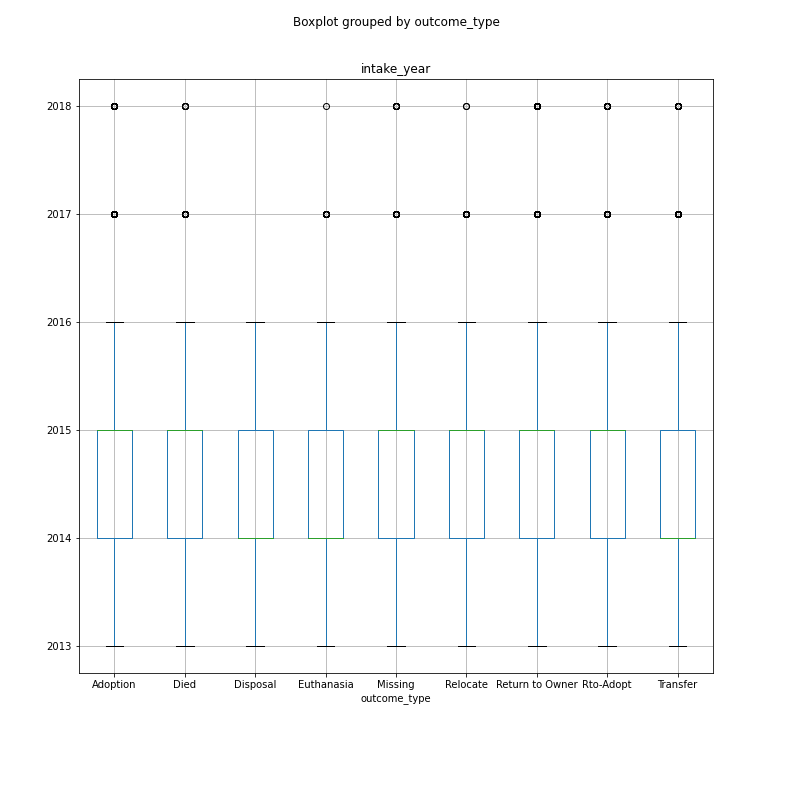 Boxplot grouped by outcome_type
intake_year
2018
2017
2016
2015
2014
2013
Adoption Died Disposal Euthanasia Missing Relocate Return to Owner Rto-Adopt Transfer
outcome_type